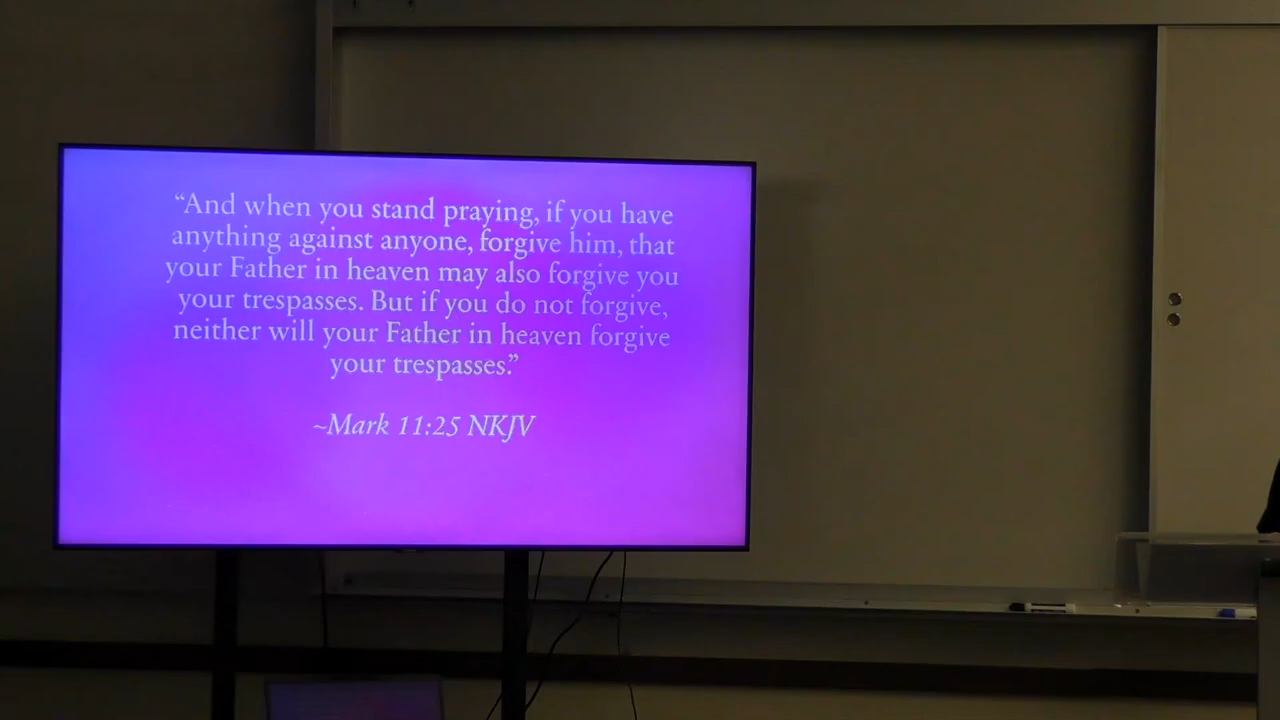 “And when you stand praying, if you have
anything against anyone, forgive him, that
your Father in heaven may also forgive you
your trespasses. But if you do not forgive,
neither will your Father in heaven forgive
your trespasses.”
~Mark 11:25 NKJV